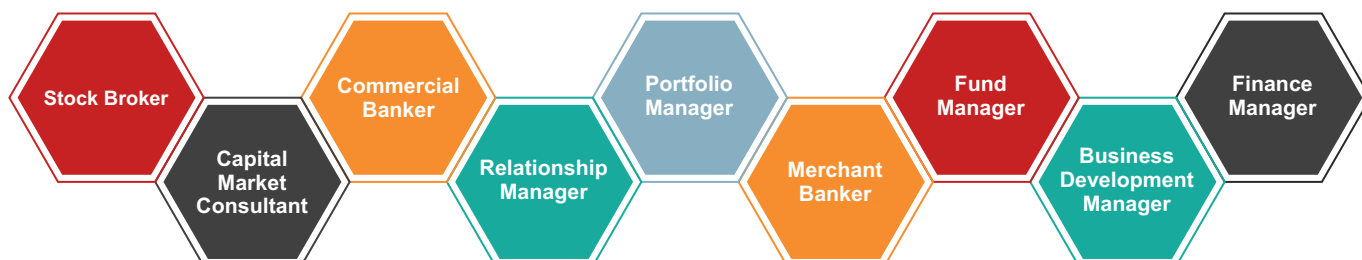 Stock Broker
Capital
Market
Consultant
Commercial
Banker
Relationship
Manager
Portfolio
Manager
Merchant
Banker
Fund
Manager
Business
Development
Manager
Finance
Manager